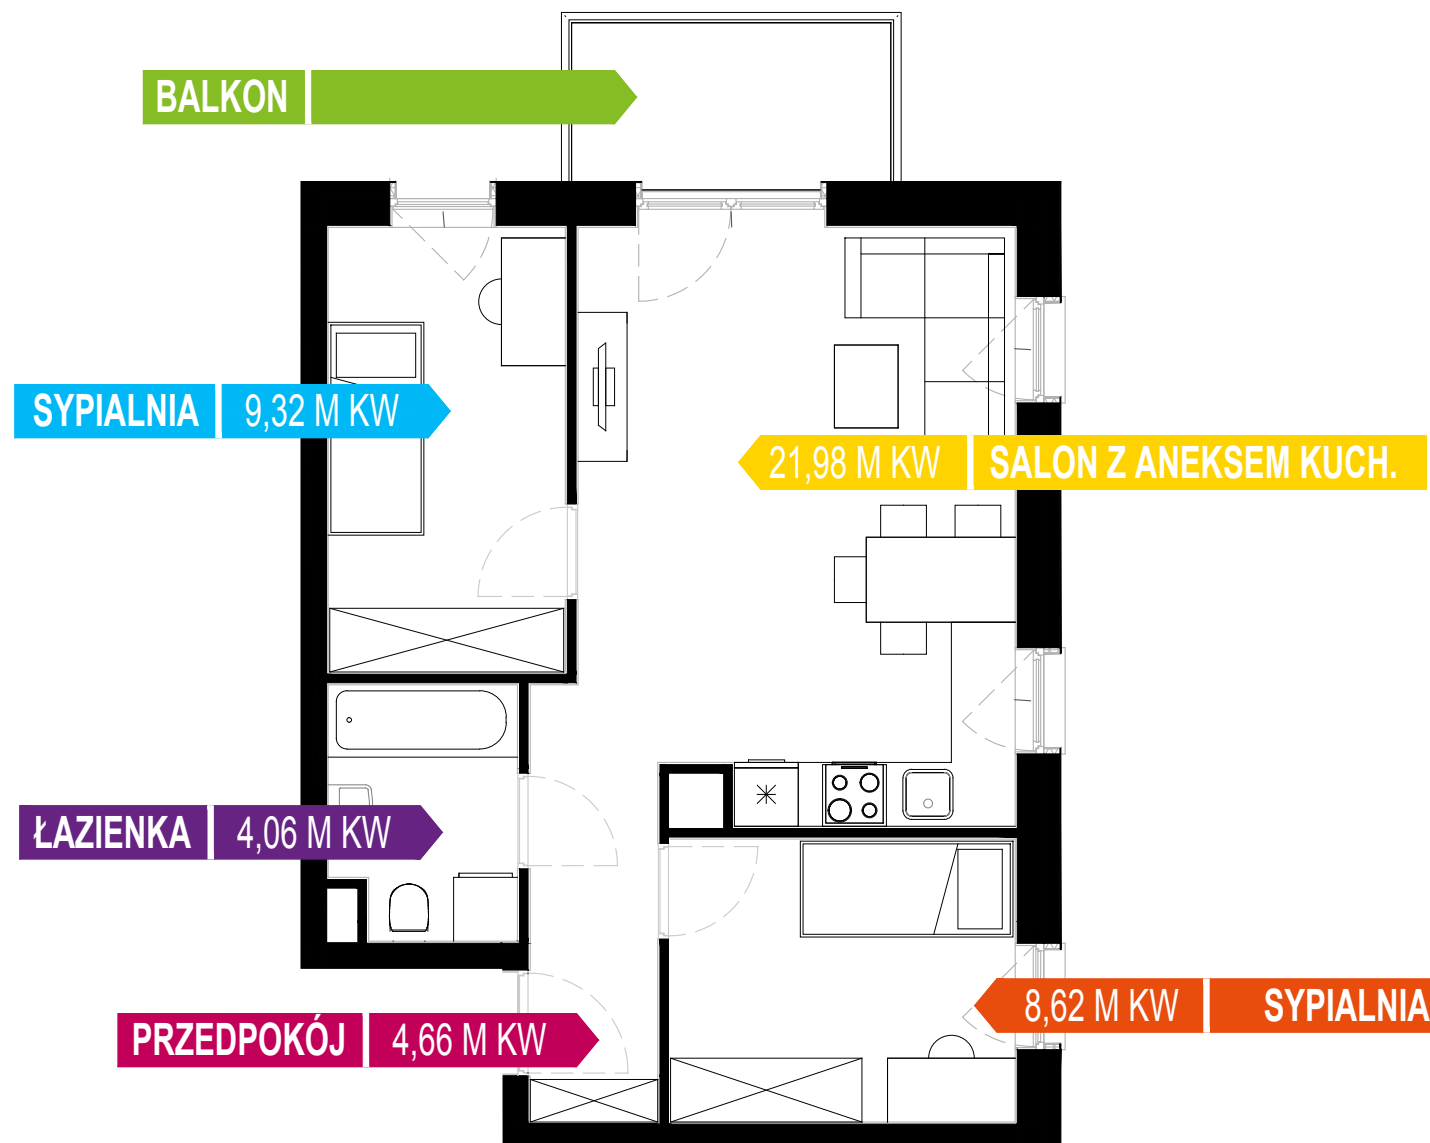 BALKON
SYPIALNIA 9,32 M KW
21,98 M KW SALON Z ANEKSEM KUCH.
ŁAZIENKA 4,06 M KW
8,62 M KW SYPIALNIA
PRZEDPOKÓJ 4,66 M KW